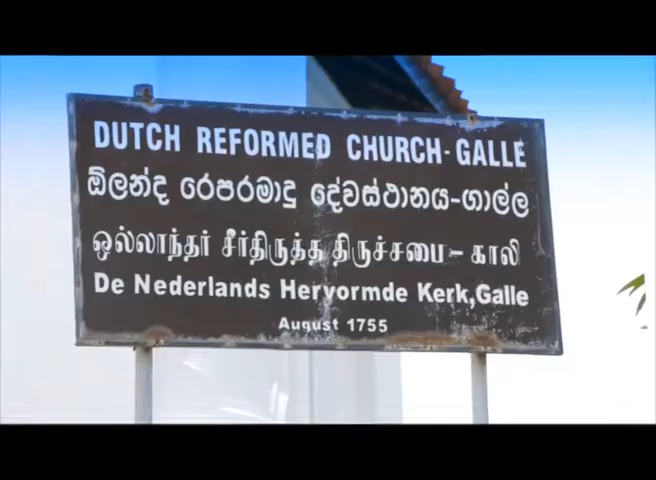 DUTCH REFORMED CHURCH-GALLE
ඕලන්ද රෙපරමාදු දේවස්ථානය-ගාල්ල
ஒல்லாந்தர் சீர்திருத்த திருச்சபை - காலி
De Nederlands Hervormde Kerk,Galle
August 1755